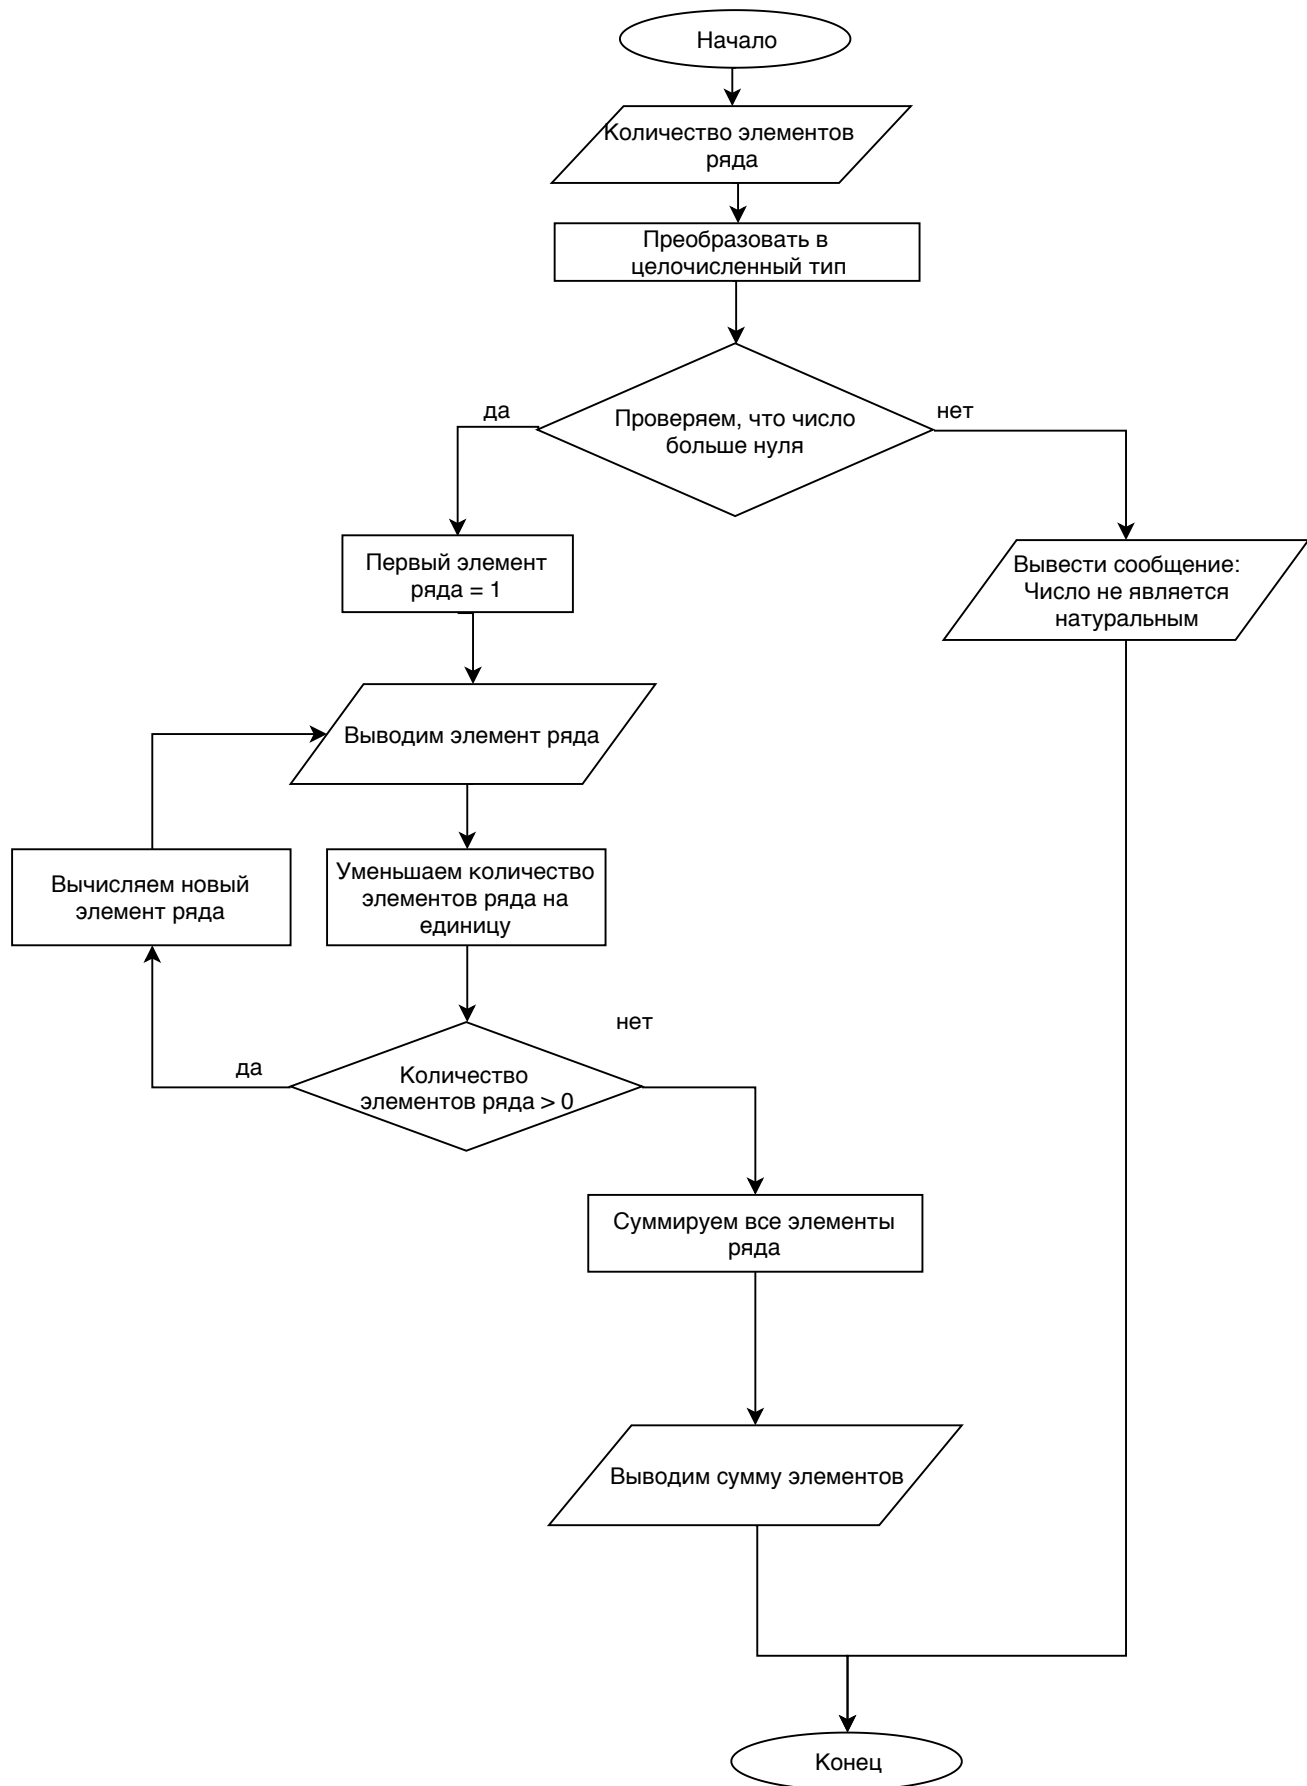 Начало
Количество элементов
ряда
Преобразовать в
целочисленный тип
да
Проверяем, что число
больше нуля
нет
Первый элемент
ряда = 1
Вывести сообщение:
Число не является
натуральным
Выводим элемент ряда
Вычисляем новый
элемент ряда
Уменьшаем количество
элементов ряда на
единицу
нет
да
Количество
элементов ряда > 0
Суммируем все элементы
ряда
Выводим сумму элементов
Конец